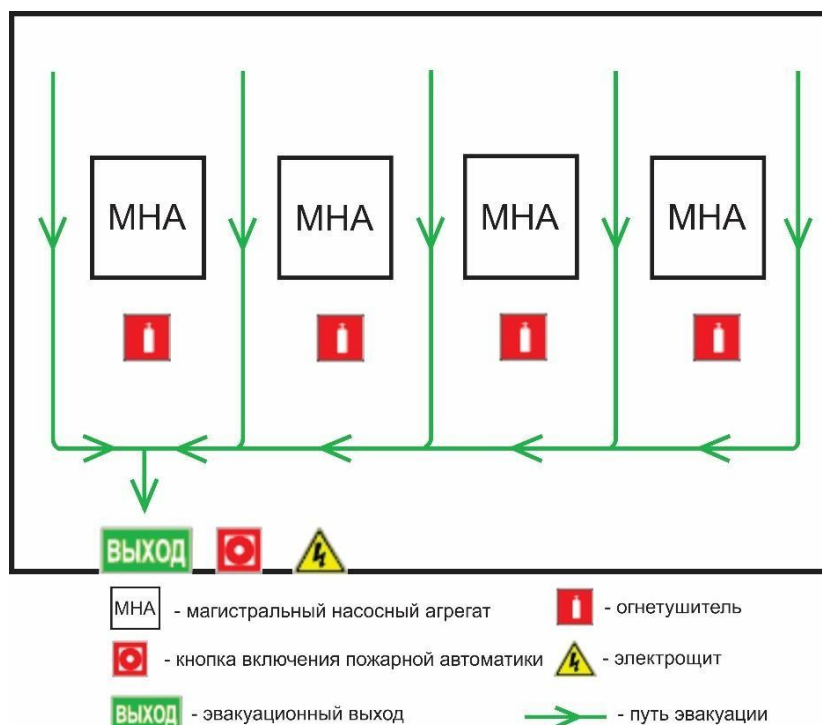 МНА МНА МНА МНА
ВЫХОД
МНА - магистральный насосный агрегат
- огнетушитель
- кнопка включения пожарной автоматики
- электрощит
ВЫХОД - эвакуационный выход
- путь эвакуации